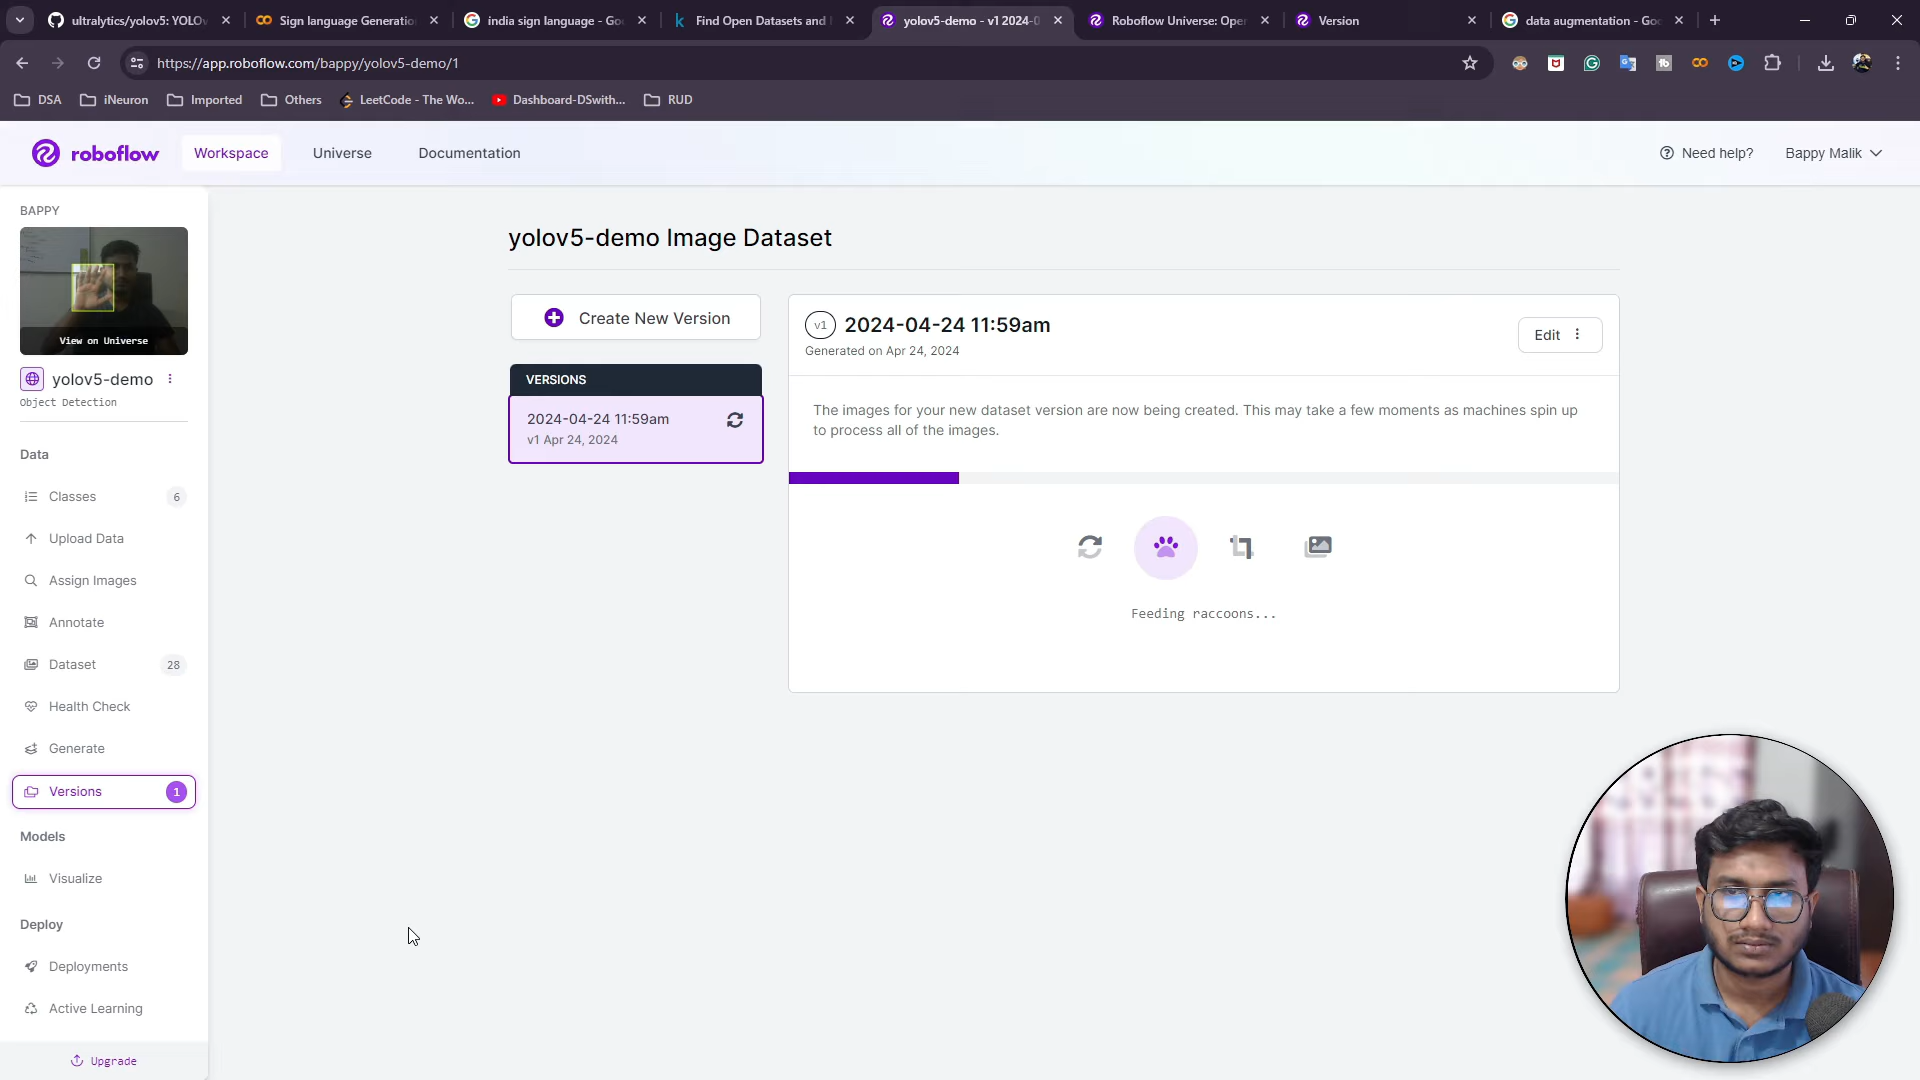 ultralytics/yolov5: YOLOv
Sign language Generatio
india sign language - Goo
Find Open Datasets and
yolov5-demo - v1 2024-0
Roboflow Universe: Oper
Version
data augmentation - Goo
https://app.roboflow.com/bappy/yolov5-demo/1
DSA
iNeuron
Imported
Others
LeetCode - The Wo...
Dashboard-DSwith...
RUD
roboflow
Workspace
Universe
Documentation
Need help?
Bappy Malik
BAPPY
View on Universe
yolov5-demo
Object Detection
Data
Classes 6
Upload Data
Assign Images
Annotate
Dataset 28
Health Check
Generate
Versions 1
Models
Visualize
Deploy
Deployments
Active Learning
Upgrade
yolov5-demo Image Dataset
Create New Version
VERSIONS
2024-04-24 11:59am
v1 Apr 24, 2024
v1 2024-04-24 11:59am
Generated on Apr 24, 2024
Edit
The images for your new dataset version are now being created. This may take a few moments as machines spin up
to process all of the images.
Feeding raccoons...